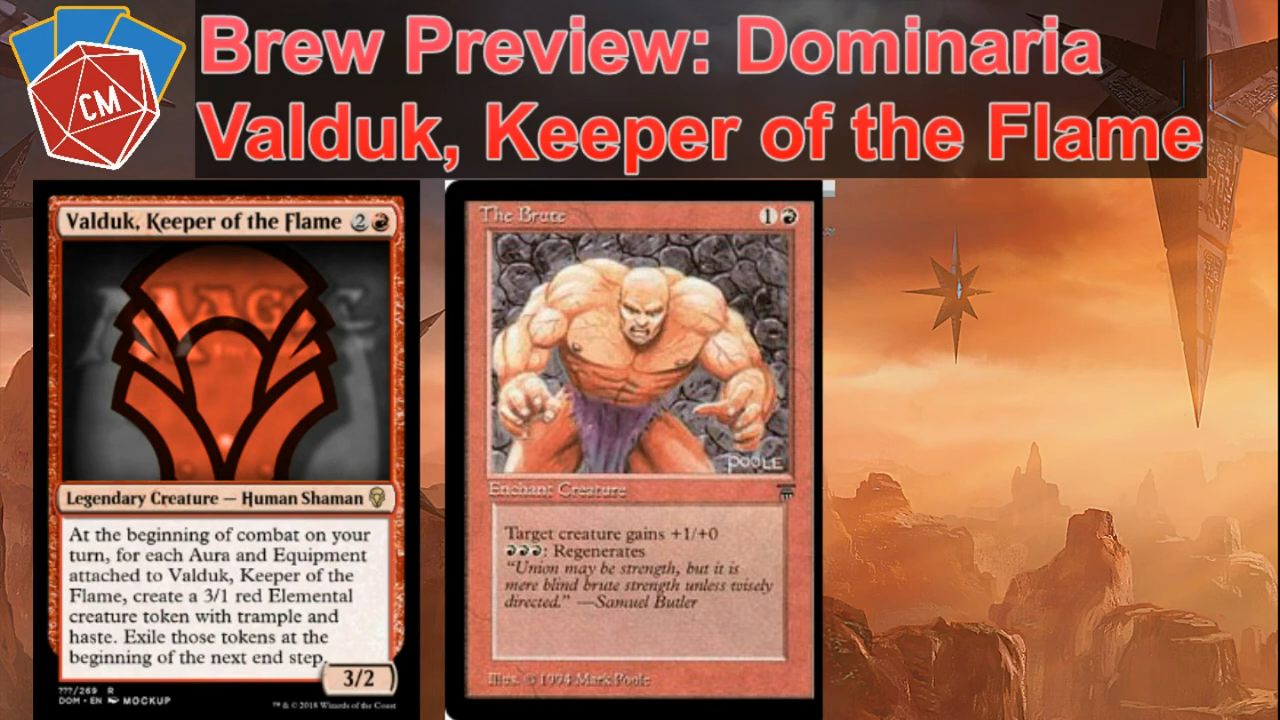 CM
Brew Preview: Dominaria
Valduk, Keeper of the Flame
Valduk, Keeper of the Flame 2
Legendary Creature — Human Shaman
At the beginning of combat on your
turn, for each Aura and Equipment
attached to Valduk, Keeper of the
Flame, create a 3/1 red Elemental
creature token with trample and
haste. Exile those tokens at the
beginning of the next end step.
3/2
???/269 R
DOM • EN MOCKUP
™ & © 2018 Wizards of the Coast
The Brute 1
POOLE
Enchant Creature
Target creature gains +1/+0
: Regenerates
"Union may be strength, but it is
mere blind brute strength unless wisely
directed." —Samuel Butler
Illus. © 1994 Mark Poole